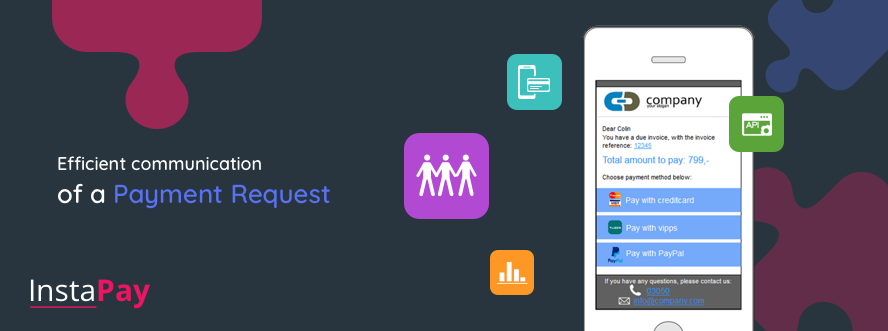 Efficient communication
of a Payment Request
InstaPay
company
your slogan
Dear Colin
You have a due invoice, with the invoice
reference: 12345
Total amount to pay: 799,-
Choose payment method below:
Pay with creditcard
Pay with vipps
Pay with PayPal
PayPal
If you have any questions, please contact us:
03050
info@company.com
API